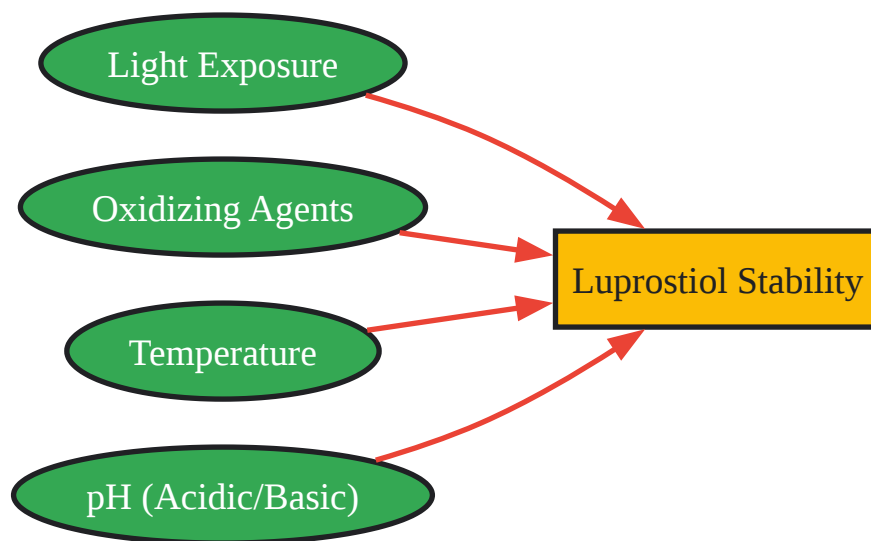 Light Exposure
Oxidizing Agents
Luprostiol Stability
Temperature
pH (Acidic/Basic)